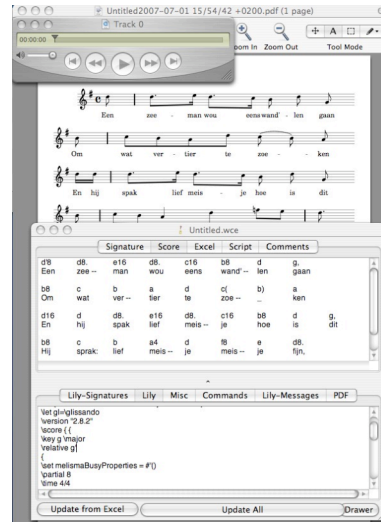 Untitled2007-07-01 15/54/42 +0200.pdf (1 page)
Track 0
00:00:00
oom In Zoom Out Tool Mode
Een zee - man wou eens wand' - len gaan
Om wat ver - tier te zoe - ken
En hij spak lief meis - je hoe is dit
Untitled.wce
Signature Score Excel Script Comments
d'8 d8. e16 d8. c16 b8 d g,
Een zee -- man wou eens wand' -- len gaan
b8 c b a d c( b) a
Om wat ver -- tier te zoe -- _ ken
d16 d d8. e16 d8. c16 b8 d g,
En hij spak lief meis -- je hoe is dit
b8 c b a4 d f8 e d8.
Hij sprak: lief meis -- je meis -- je fijn,
Lily-Signatures Lily Misc Commands Lily-Messages PDF
\let gl=\glissando
\version "2.8.2"
\score { {
\key g \major
\relative g'
{
\set melismaBusyProperties = #'()
\partial 8
\time 4/4
Update from Excel Update All Drawer